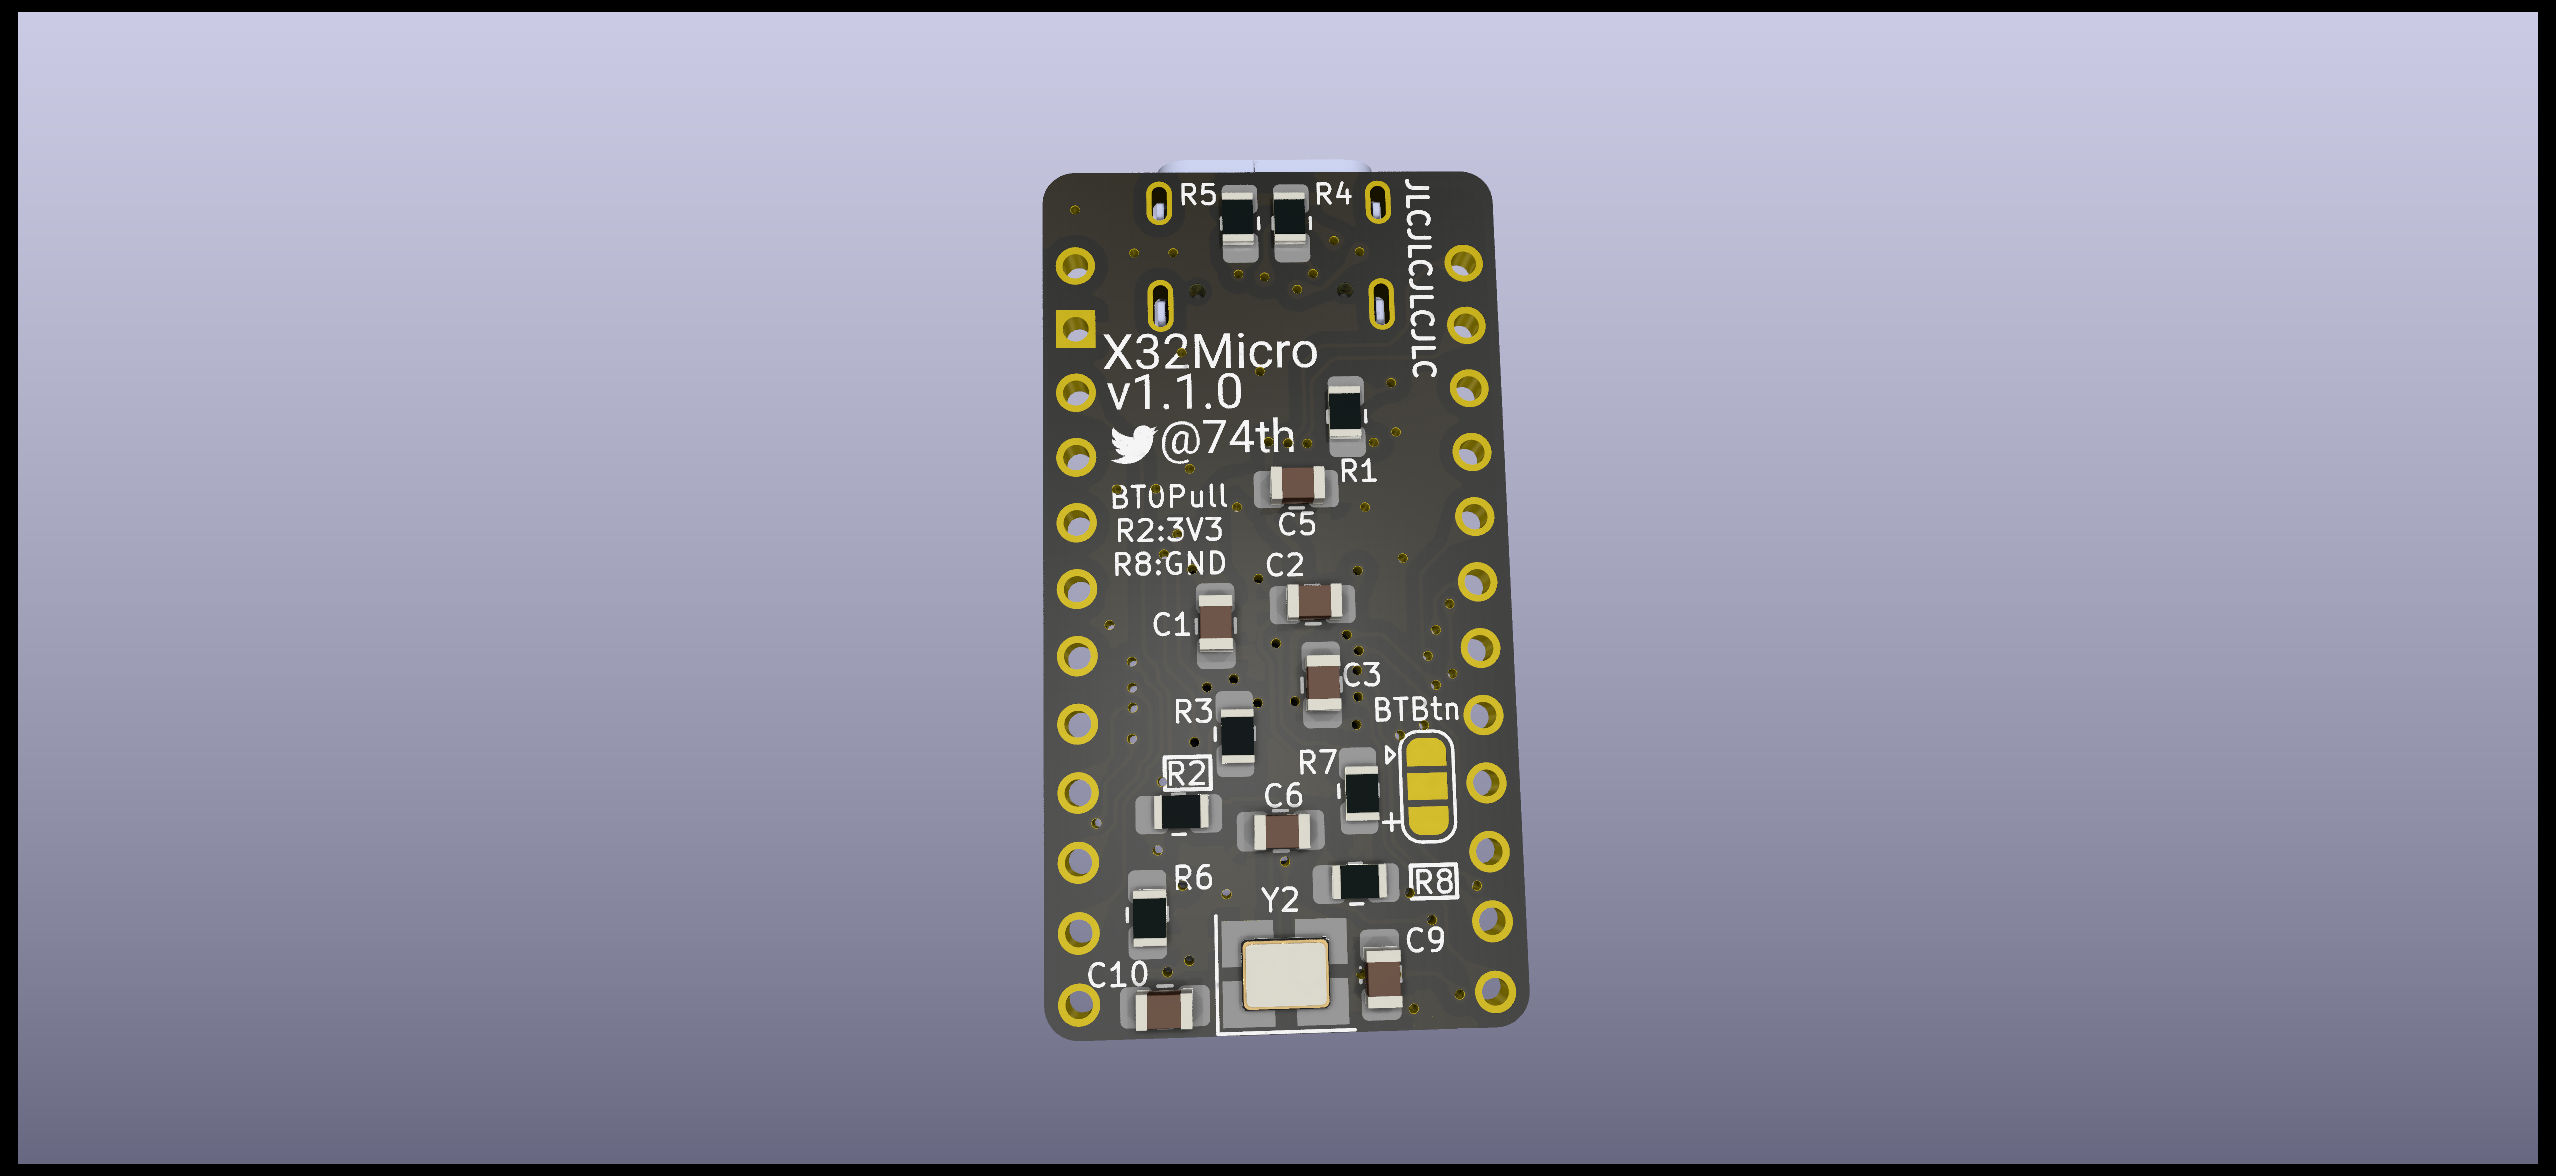 R5
R4
JLCJLCJLCJLC
X32Micro
v1.1.0
@74th
R1
BT0Pull
R2:3V3
R8:GND
C5
C2
C1
C3
R3
BTBtn
R2
R7
C6
+
R6
R8
Y2
C9
C10